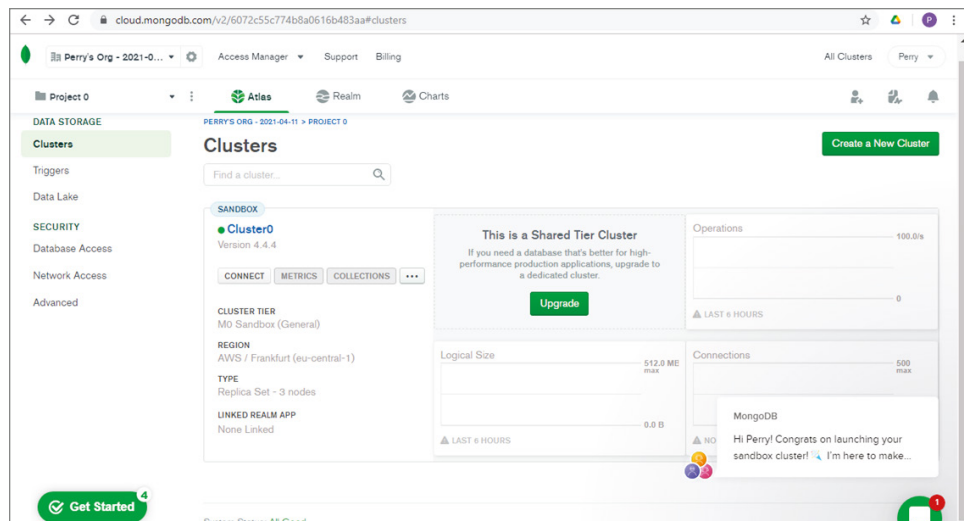 cloud.mongodb.com/v2/6072c55c774b8a0616b483aa#clusters
P
Perry's Org - 2021-0...
Access Manager
Support
Billing
All Clusters
Perry
Project 0
Atlas
Realm
Charts
DATA STORAGE
Clusters
Triggers
Data Lake
SECURITY
Database Access
Network Access
Advanced
PERRY'S ORG - 2021-04-11 > PROJECT 0
Clusters
Create a New Cluster
Find a cluster...
SANDBOX
Cluster0
Version 4.4.4
CONNECT
METRICS
COLLECTIONS
...
CLUSTER TIER
M0 Sandbox (General)
REGION
AWS / Frankfurt (eu-central-1)
TYPE
Replica Set - 3 nodes
LINKED REALM APP
None Linked
This is a Shared Tier Cluster
If you need a database that's better for high-
performance production applications, upgrade to
a dedicated cluster.
Upgrade
Operations
100.0/s
0
LAST 6 HOURS
Logical Size
512.0 ME
max
0.0 B
LAST 6 HOURS
Connections
500
max
NO
MongoDB
Hi Perry! Congrats on launching your
sandbox cluster! I'm here to make...
Get Started
4
1